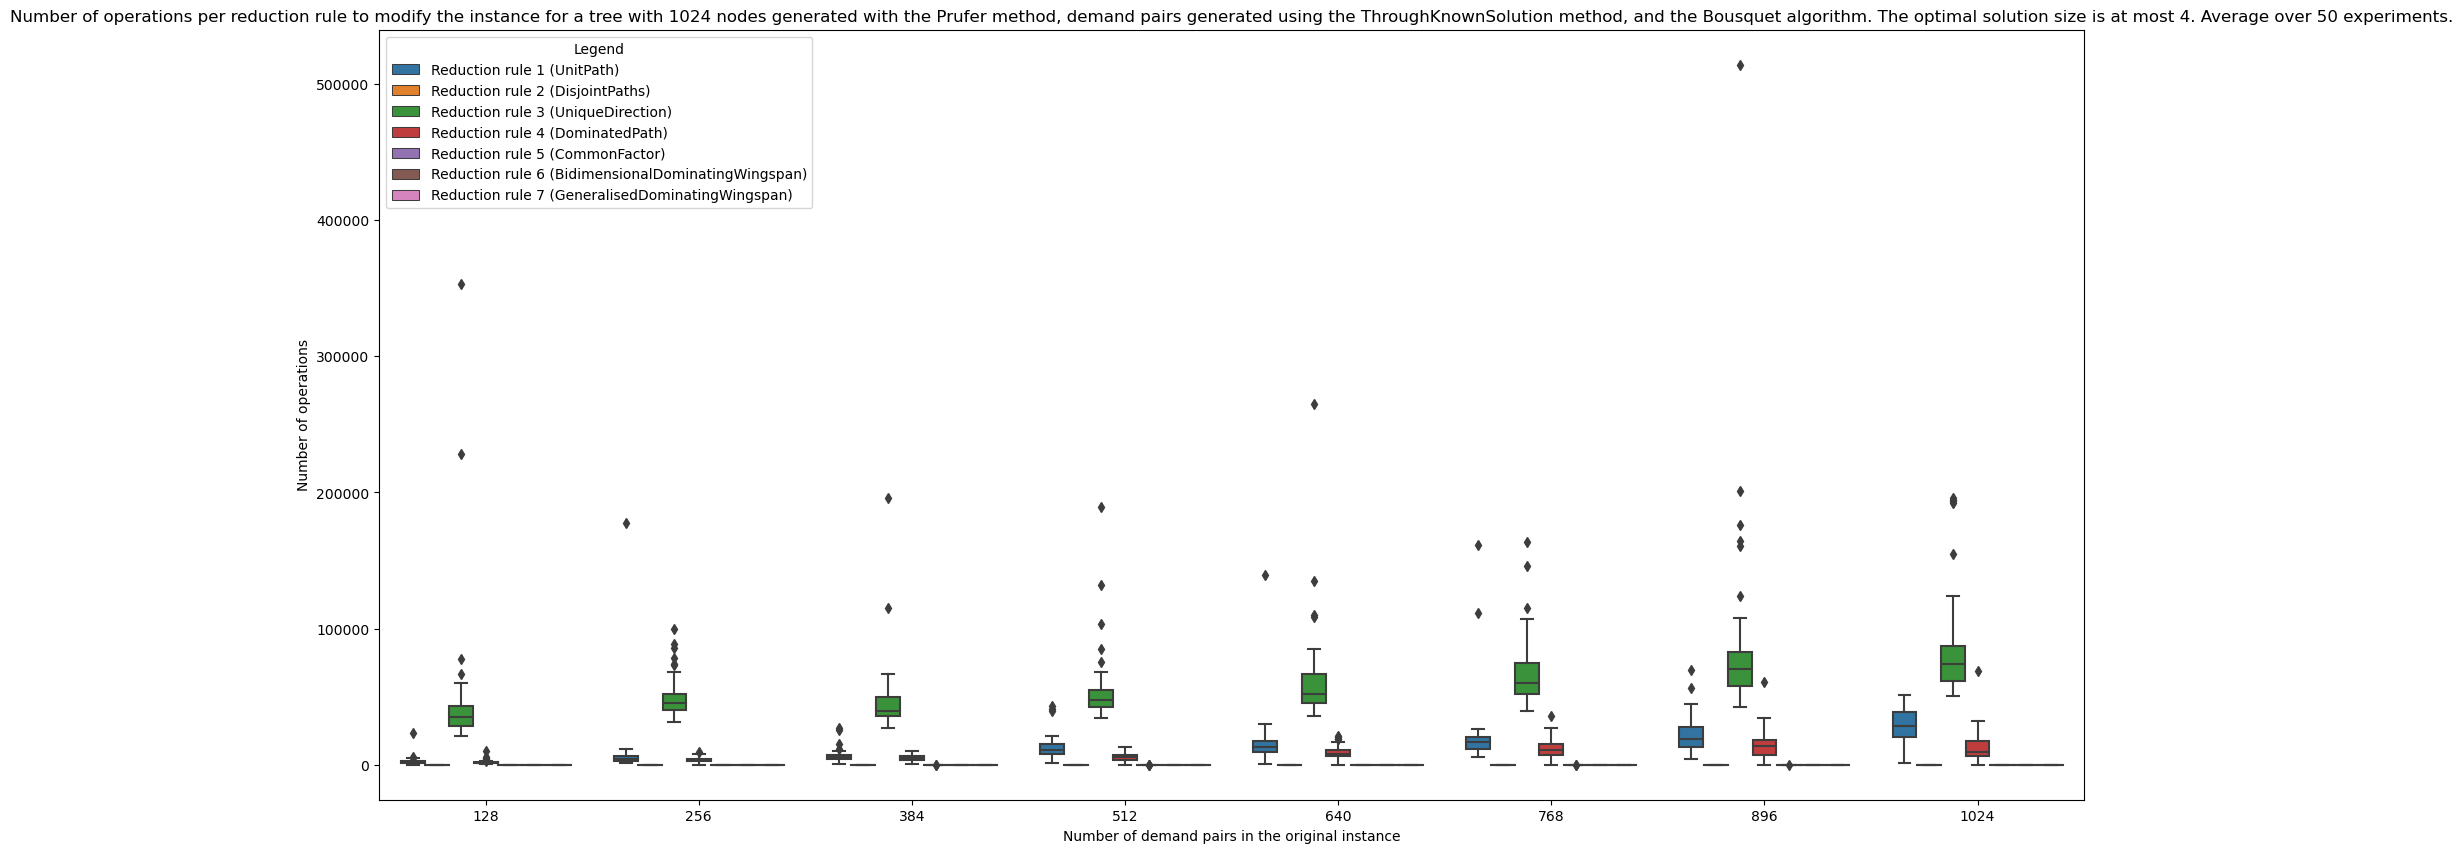 Number of operations per reduction rule to modify the instance for a tree with 1024 nodes generated with the Prufer method, demand pairs generated using the ThroughKnownSolution method, and the Bousquet algorithm. The optimal solution size is at most 4. Average over 50 experiments.
Legend
Reduction rule 1 (UnitPath)
Reduction rule 2 (DisjointPaths)
Reduction rule 3 (UniqueDirection)
Reduction rule 4 (DominatedPath)
Reduction rule 5 (CommonFactor)
Reduction rule 6 (BidimensionalDominatingWingspan)
Reduction rule 7 (GeneralisedDominatingWingspan)
Number of operations
500000
400000
300000
200000
100000
0
128 256 384 512 640 768 896 1024
Number of demand pairs in the original instance